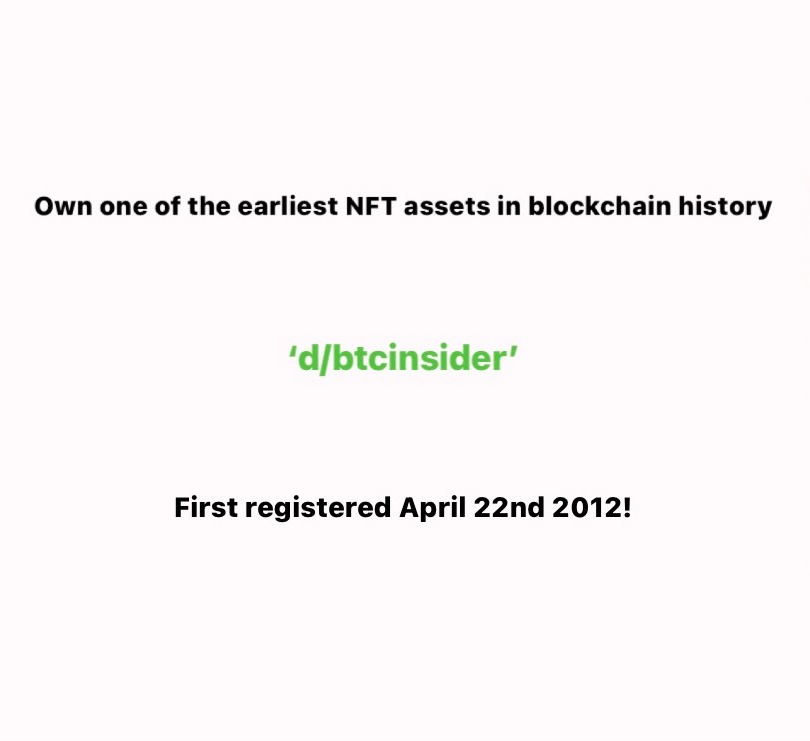 Own one of the earliest NFT assets in blockchain history
‘d/btcinsider’
First registered April 22nd 2012!